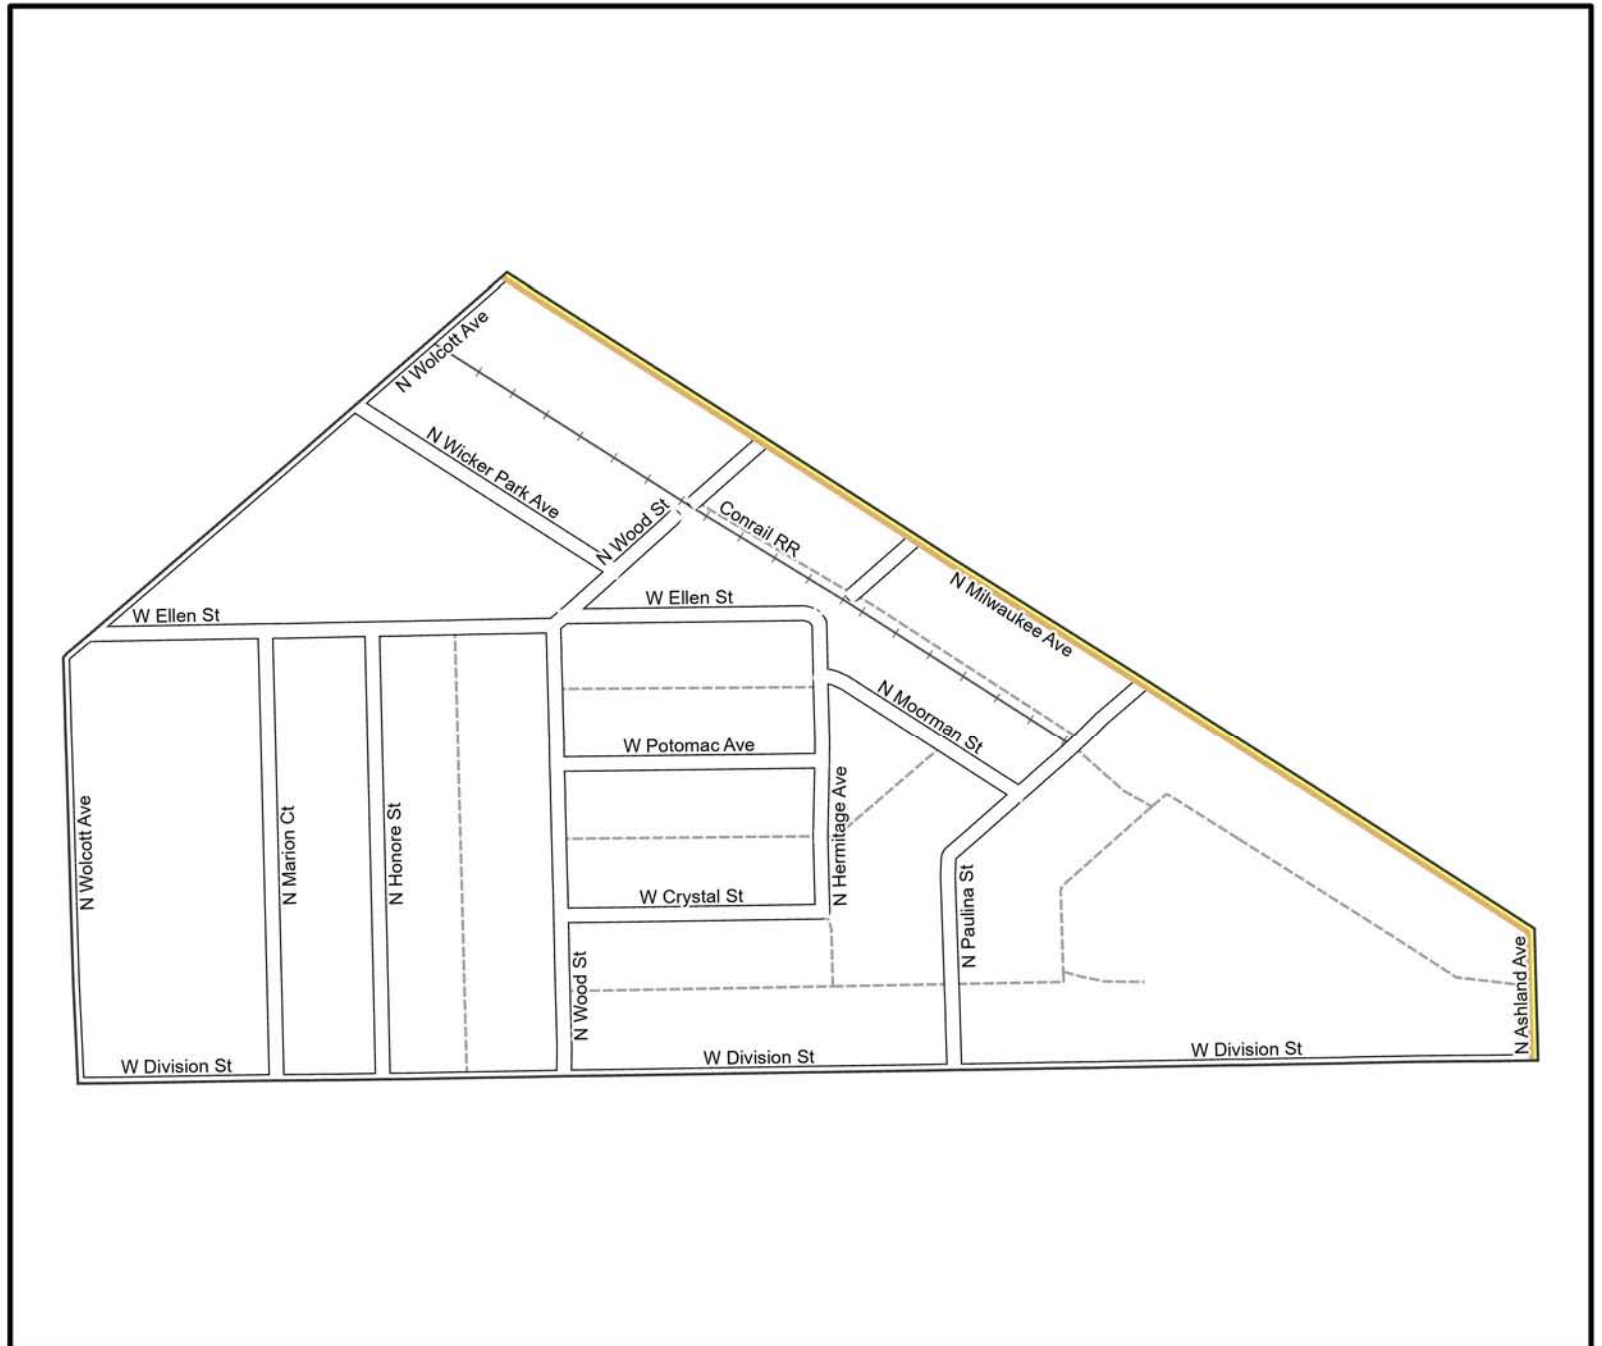 N Wolcott Ave
N Wicker Park Ave
N Wood St
Conrail RR
N Milwaukee Ave
W Ellen St
W Ellen St
N Moorman St
W Potomac Ave
N Wolcott Ave
N Marion Ct
N Honore St
N Hermitage Ave
W Crystal St
N Paulina St
N Wood St
N Ashland Ave
W Division St
W Division St
W Division St